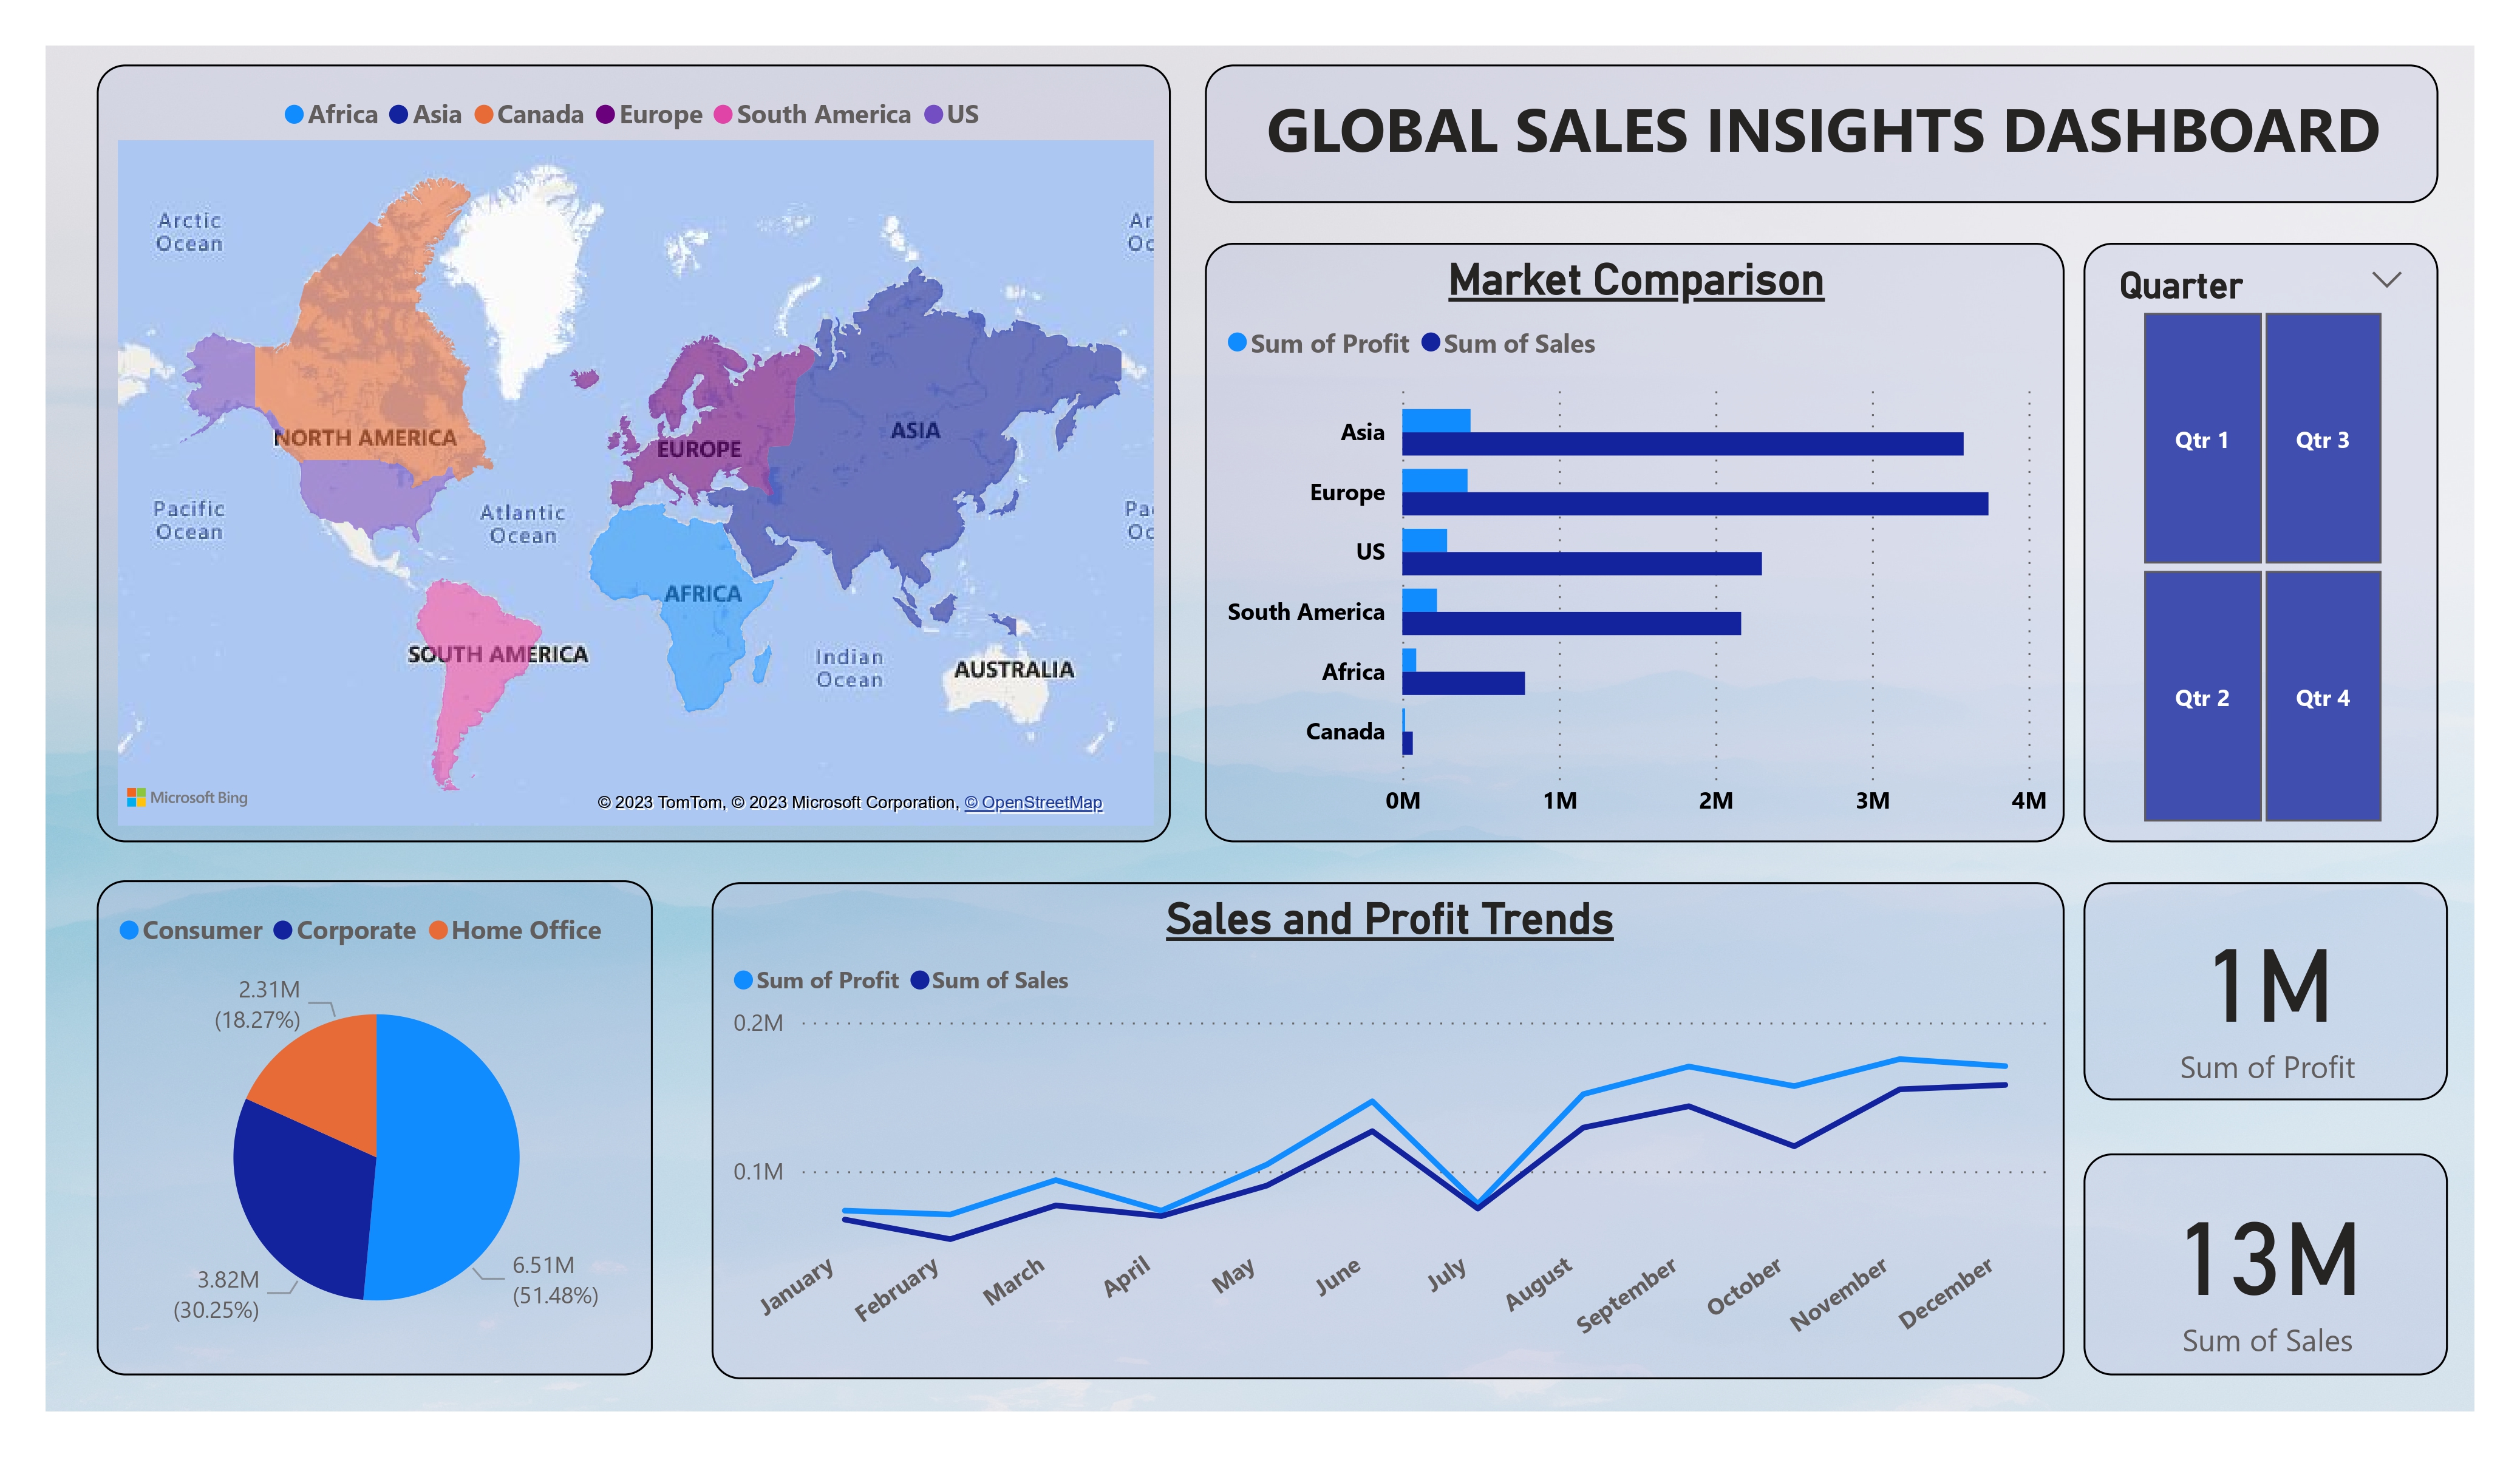 Africa Asia Canada Europe South America US
Arctic
Ocean
Ar
Oc
NORTH AMERICA
EUROPE
ASIA
Pacific
Ocean
Atlantic
Ocean
Pa
Oc
AFRICA
SOUTH AMERICA
Indian
Ocean
AUSTRALIA
Microsoft Bing
© 2023 TomTom, © 2023 Microsoft Corporation, © OpenStreetMap
GLOBAL SALES INSIGHTS DASHBOARD
Market Comparison
Sum of Profit Sum of Sales
Asia
Europe
US
South America
Africa
Canada
0M 1M 2M 3M 4M
Quarter
Qtr 1 Qtr 3
Qtr 2 Qtr 4
Consumer Corporate Home Office
2.31M
(18.27%)
3.82M
(30.25%)
6.51M
(51.48%)
Sales and Profit Trends
Sum of Profit Sum of Sales
0.2M
0.1M
January February March April May June July August September October November December
1M
Sum of Profit
13M
Sum of Sales